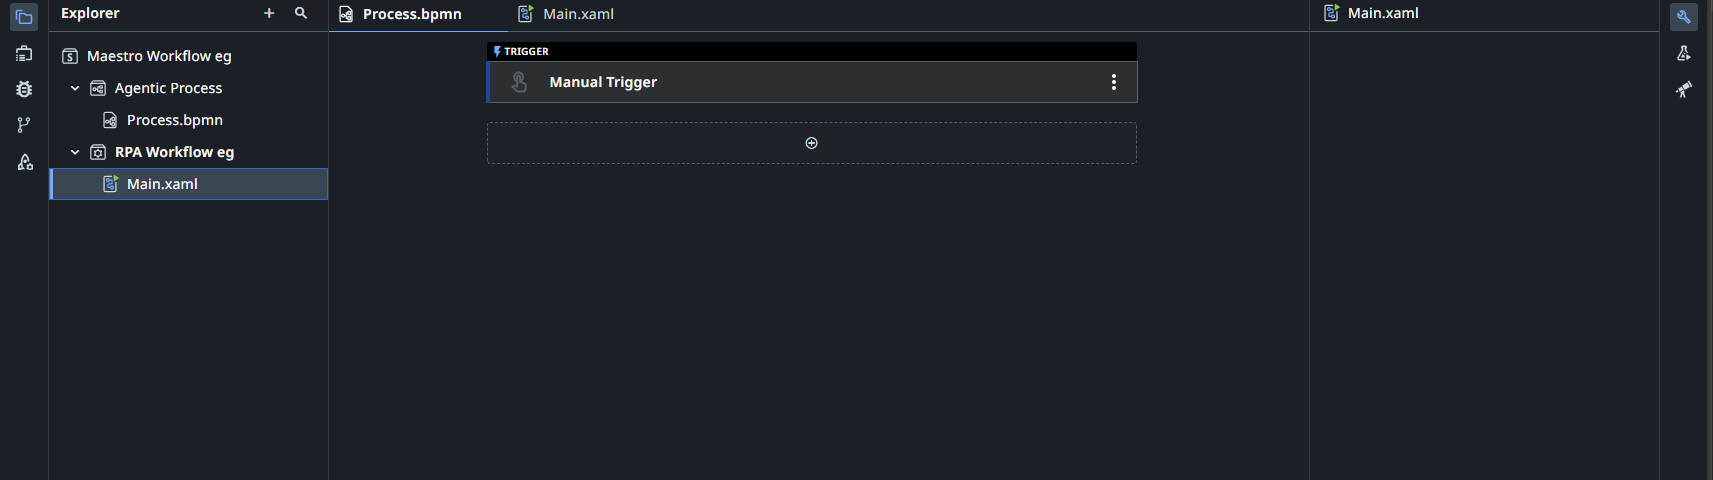 Explorer
Maestro Workflow eg
Agentic Process
Process.bpmn
RPA Workflow eg
Main.xaml
Process.bpmn
Main.xaml
TRIGGER
Manual Trigger
Main.xaml